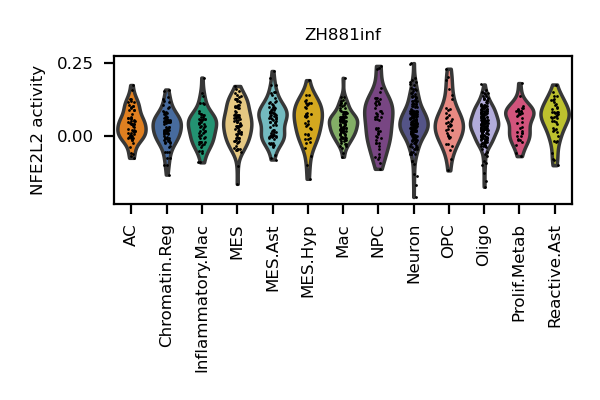 ZH881inf
NFE2L2 activity
0.25
0.00
AC
Chromatin.Reg
Inflammatory.Mac
MES
MES.Ast
MES.Hyp
Mac
NPC
Neuron
OPC
Oligo
Prolif.Metab
Reactive.Ast